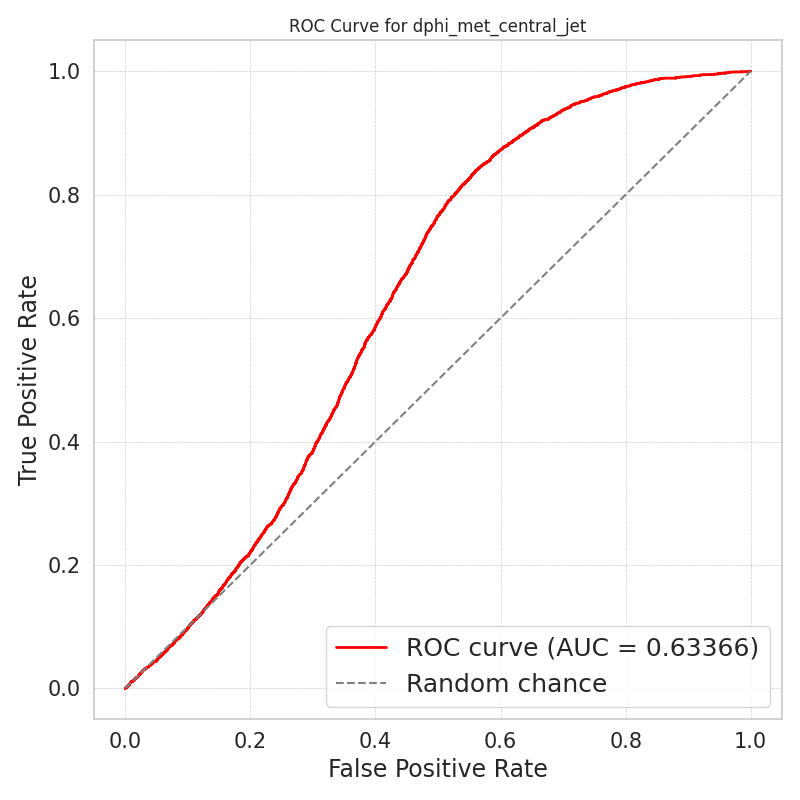 ROC Curve for dphi_met_central_jet
True Positive Rate
1.0
0.8
0.6
0.4
0.2
0.0
ROC curve (AUC = 0.63366)
Random chance
0.0 0.2 0.4 0.6 0.8 1.0
False Positive Rate